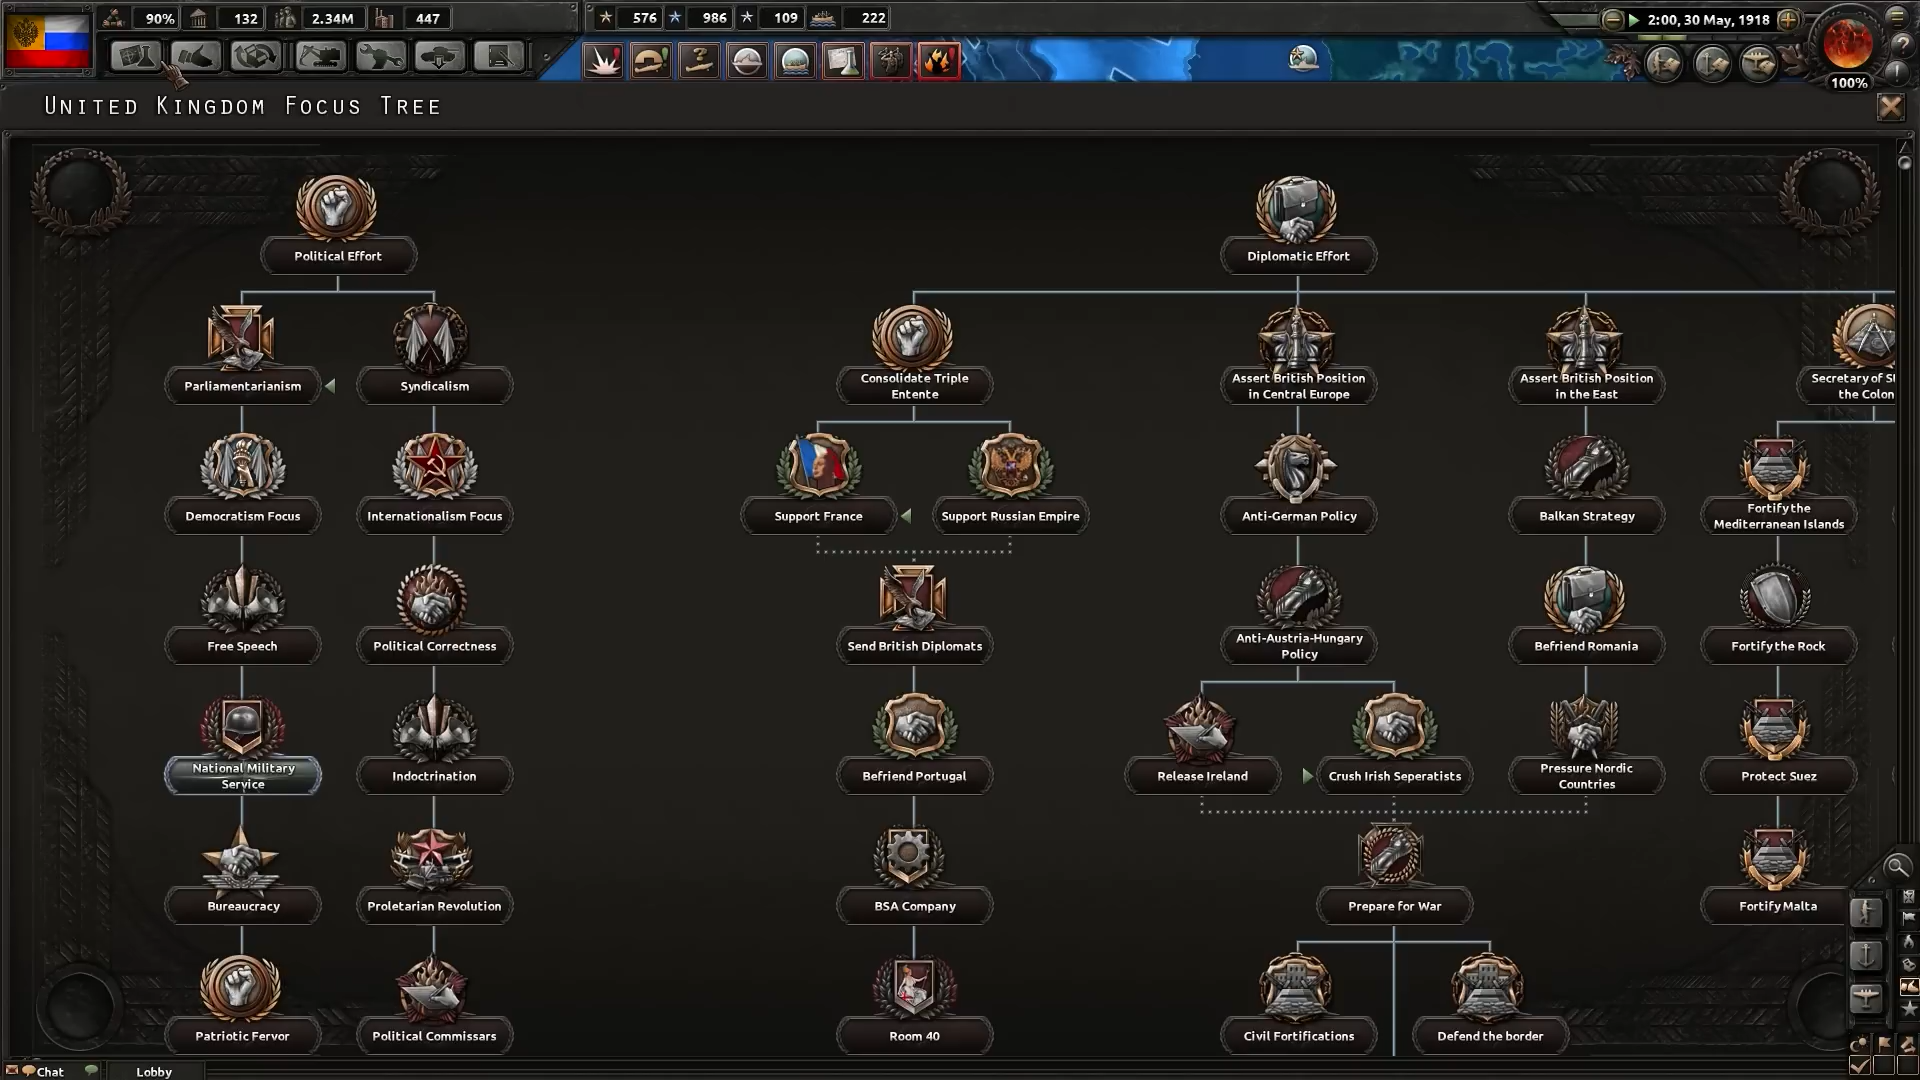 90%
132
2.34M
447
576
986
109
222
2:00, 30 May, 1918
100%
United Kingdom Focus Tree
Political Effort
Diplomatic Effort
Parliamentarianism
Syndicalism
Consolidate Triple
Entente
Assert British Position
in Central Europe
Assert British Position
in the East
Secretary of St
the Colon
Democratism Focus
Internationalism Focus
Support France
Support Russian Empire
Anti-German Policy
Balkan Strategy
Fortify the
Mediterranean Islands
Free Speech
Political Correctness
Send British Diplomats
Anti-Austria-Hungary
Policy
Befriend Romania
Fortify the Rock
National Military
Service
Indoctrination
Befriend Portugal
Release Ireland
Crush Irish Seperatists
Pressure Nordic
Countries
Protect Suez
Bureaucracy
Proletarian Revolution
BSA Company
Prepare for War
Fortify Malta
Patriotic Fervor
Political Commissars
Room 40
Civil Fortifications
Defend the border
Chat
Lobby